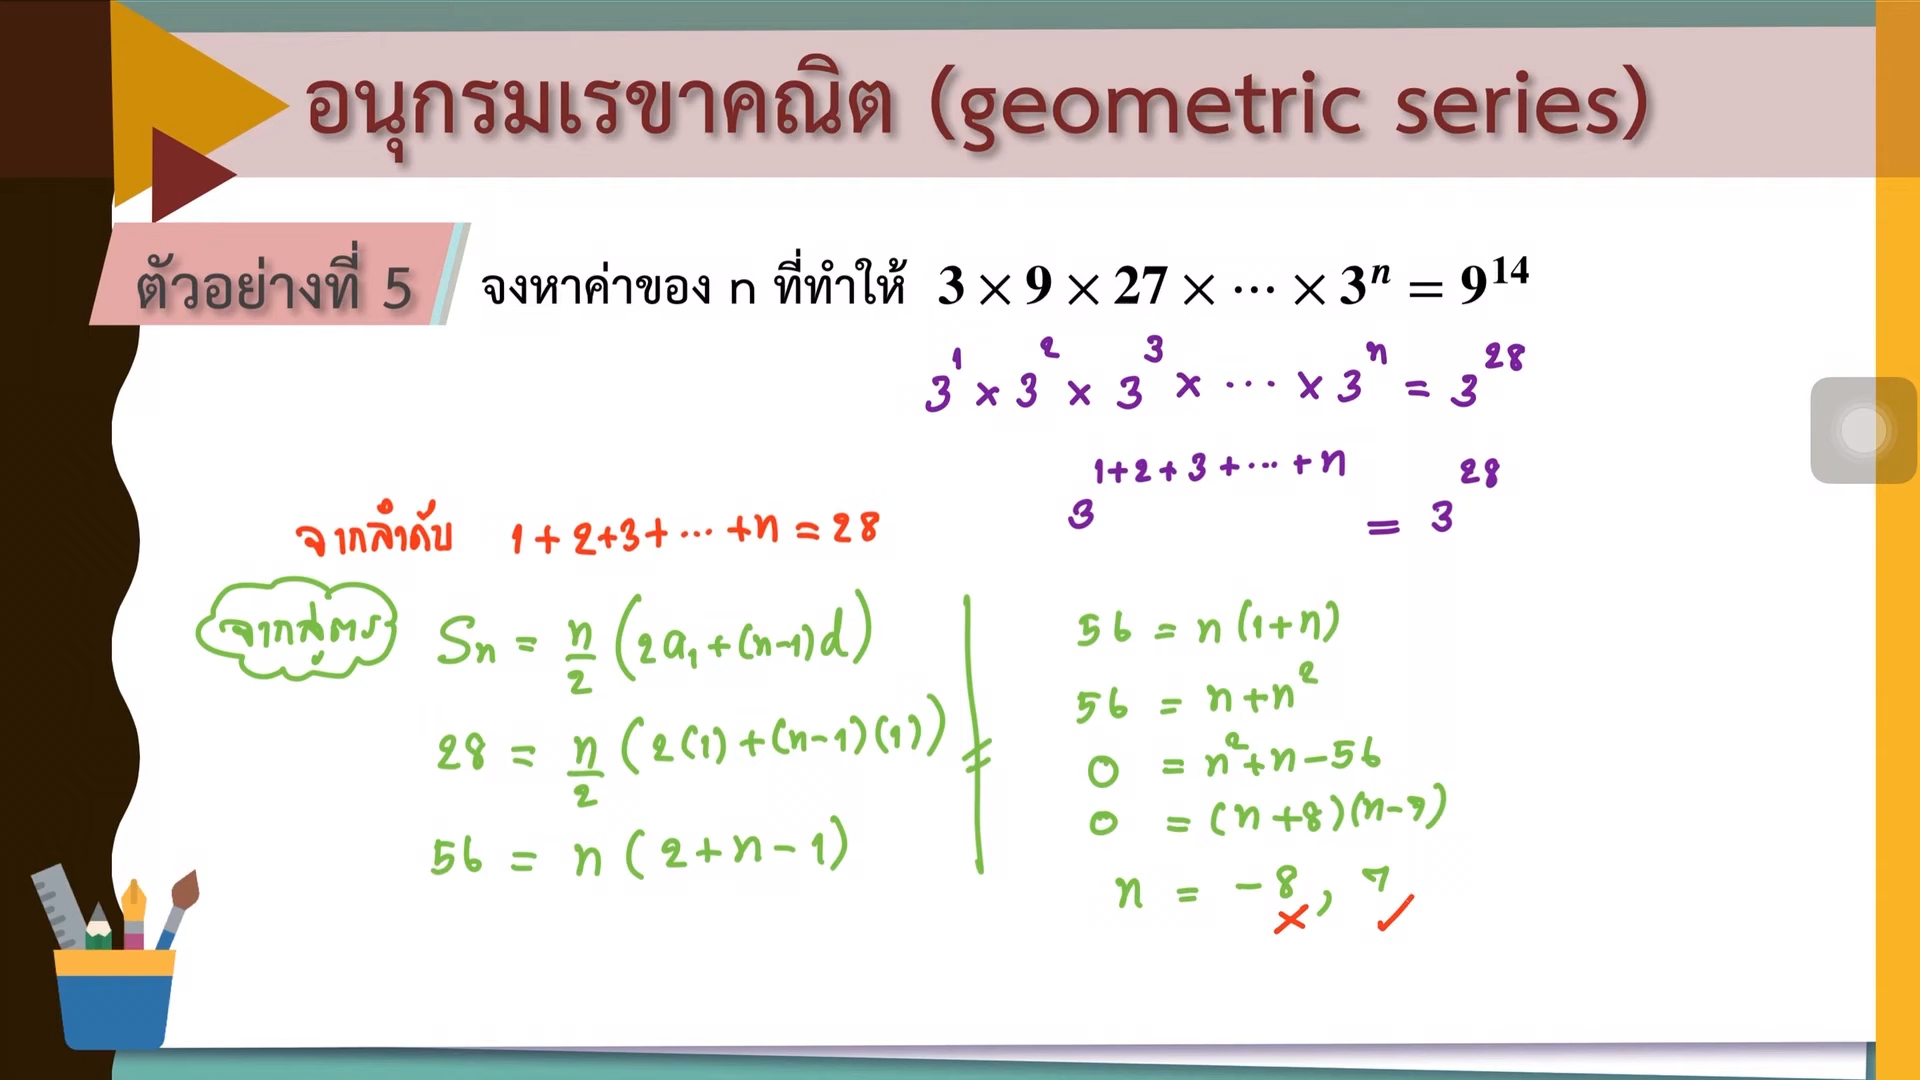 อนุกรมเรขาคณิต (geometric series)
ตัวอย่างที่ 5 จงหาค่าของ n ที่ทำให้ 3 × 9 × 27 × ⋯ × 3ⁿ = 9¹⁴
3¹ × 3² × 3³ × ⋯ × 3ⁿ = 3²⁸
3^(1+2+3+⋯+n) = 3²⁸
จากลำดับ 1+2+3+⋯+n = 28
จากสูตร Sn = n/2 (2a₁+(n-1)d)
28 = n/2 (2(1)+(n-1)(1))
56 = n(2+n-1)
56 = n(1+n)
56 = n+n²
0 = n²+n-56
0 = (n+8)(n-7)
n = -8, 7
× ✓